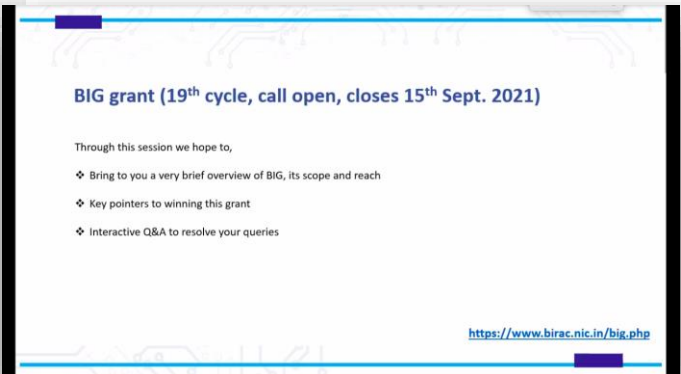 BIG grant (19th cycle, call open, closes 15th Sept. 2021)
Through this session we hope to,
❖ Bring to you a very brief overview of BIG, its scope and reach
❖ Key pointers to winning this grant
❖ Interactive Q&A to resolve your queries
https://www.birac.nic.in/big.php